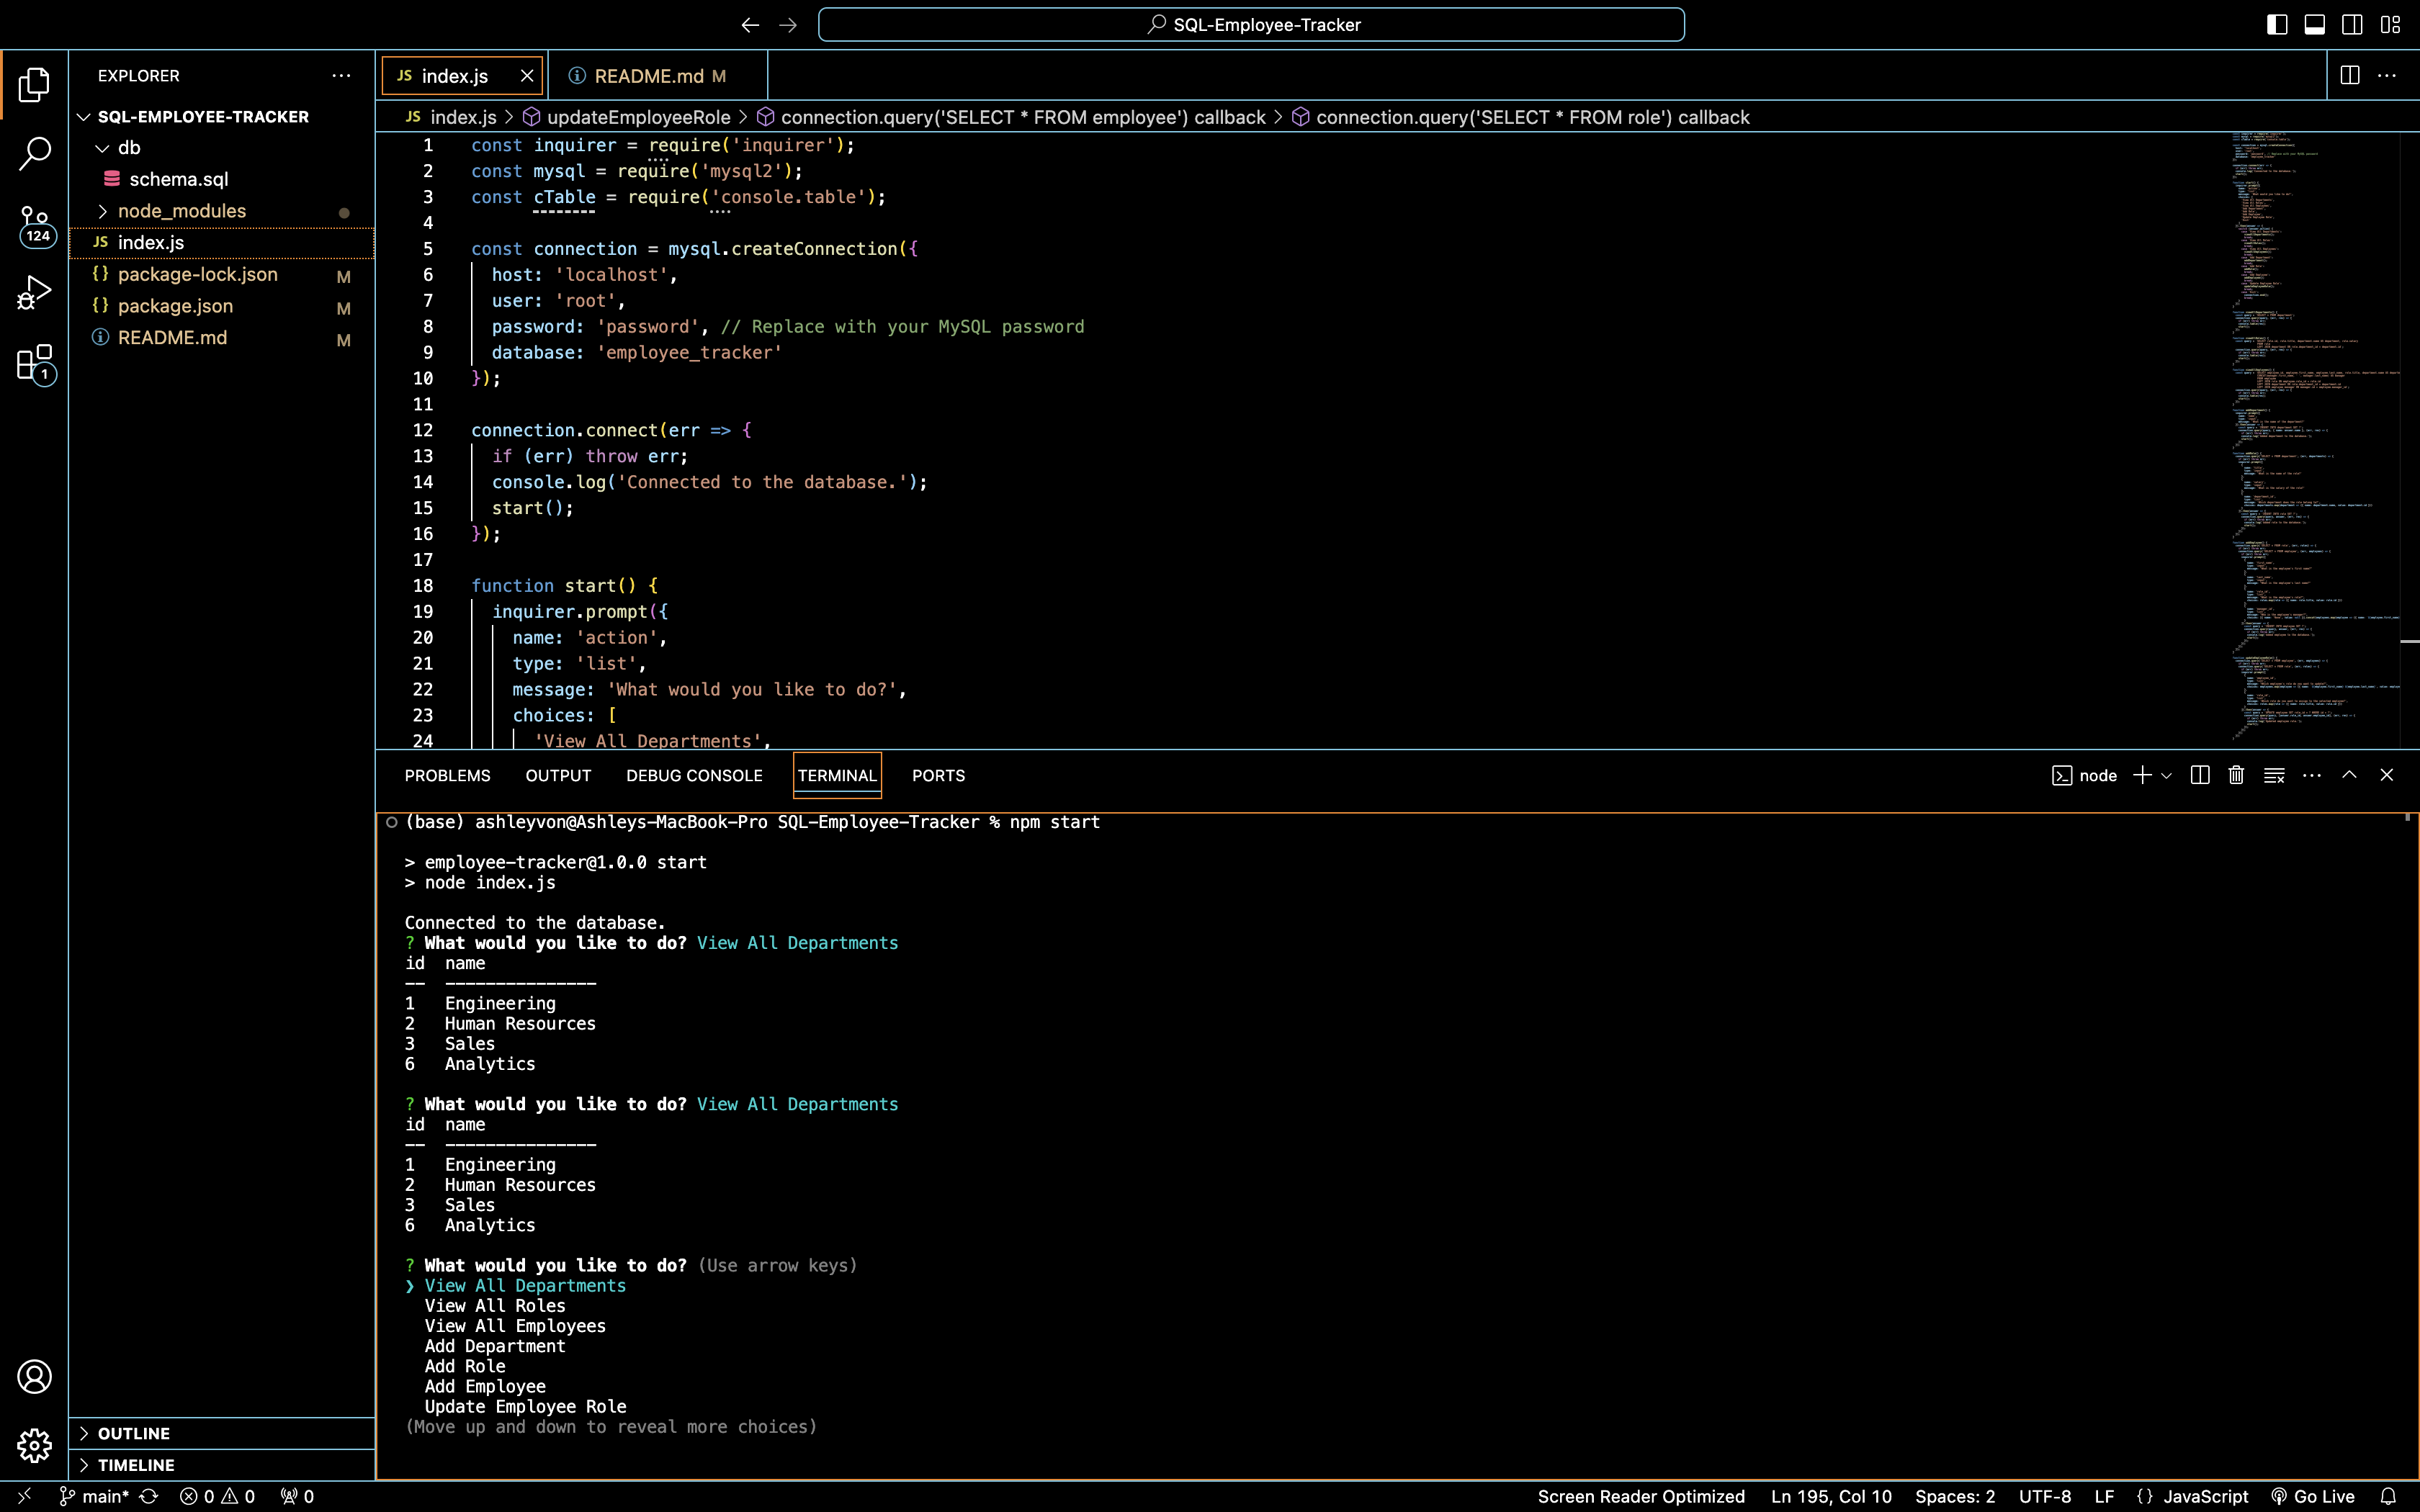 SQL-Employee-Tracker
EXPLORER
SQL-EMPLOYEE-TRACKER
db
schema.sql
node_modules
JS index.js
{} package-lock.json M
{} package.json M
README.md M
OUTLINE
TIMELINE
124
1
JS index.js
README.md M
JS index.js > updateEmployeeRole > connection.query('SELECT * FROM employee') callback > connection.query('SELECT * FROM role') callback
1 const inquirer = require('inquirer');
2 const mysql = require('mysql2');
3 const cTable = require('console.table');
4
5 const connection = mysql.createConnection({
6 host: 'localhost',
7 user: 'root',
8 password: 'password', // Replace with your MySQL password
9 database: 'employee_tracker'
10 });
11
12 connection.connect(err => {
13 if (err) throw err;
14 console.log('Connected to the database.');
15 start();
16 });
17
18 function start() {
19 inquirer.prompt({
20 name: 'action',
21 type: 'list',
22 message: 'What would you like to do?',
23 choices: [
24 'View All Departments',
PROBLEMS OUTPUT DEBUG CONSOLE TERMINAL PORTS
node
(base) ashleyvon@Ashleys-MacBook-Pro SQL-Employee-Tracker % npm start
> employee-tracker@1.0.0 start
> node index.js
Connected to the database.
? What would you like to do? View All Departments
id name
-- ---------------
1 Engineering
2 Human Resources
3 Sales
6 Analytics
? What would you like to do? View All Departments
id name
-- ---------------
1 Engineering
2 Human Resources
3 Sales
6 Analytics
? What would you like to do? (Use arrow keys)
❯ View All Departments
View All Roles
View All Employees
Add Department
Add Role
Add Employee
Update Employee Role
(Move up and down to reveal more choices)
main* 0 0 0
Screen Reader Optimized Ln 195, Col 10 Spaces: 2 UTF-8 LF {} JavaScript Go Live